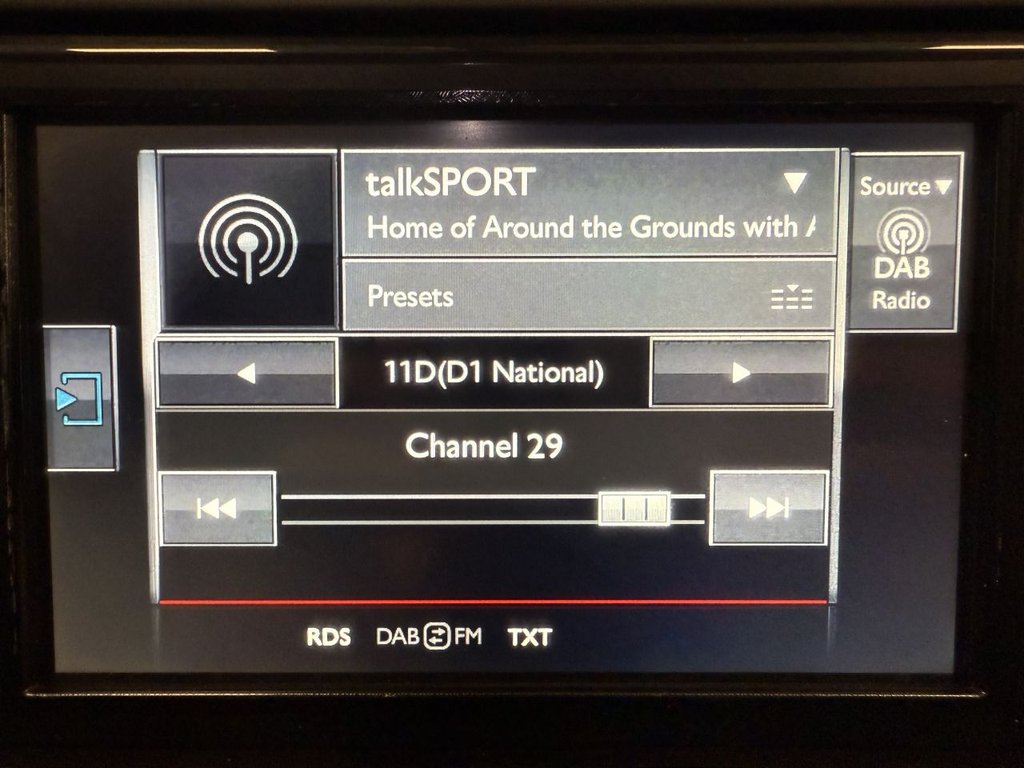 talkSPORT
Home of Around the Grounds with
Source
DAB
Radio
Presets
11D(D1 National)
Channel 29
RDS DAB FM TXT